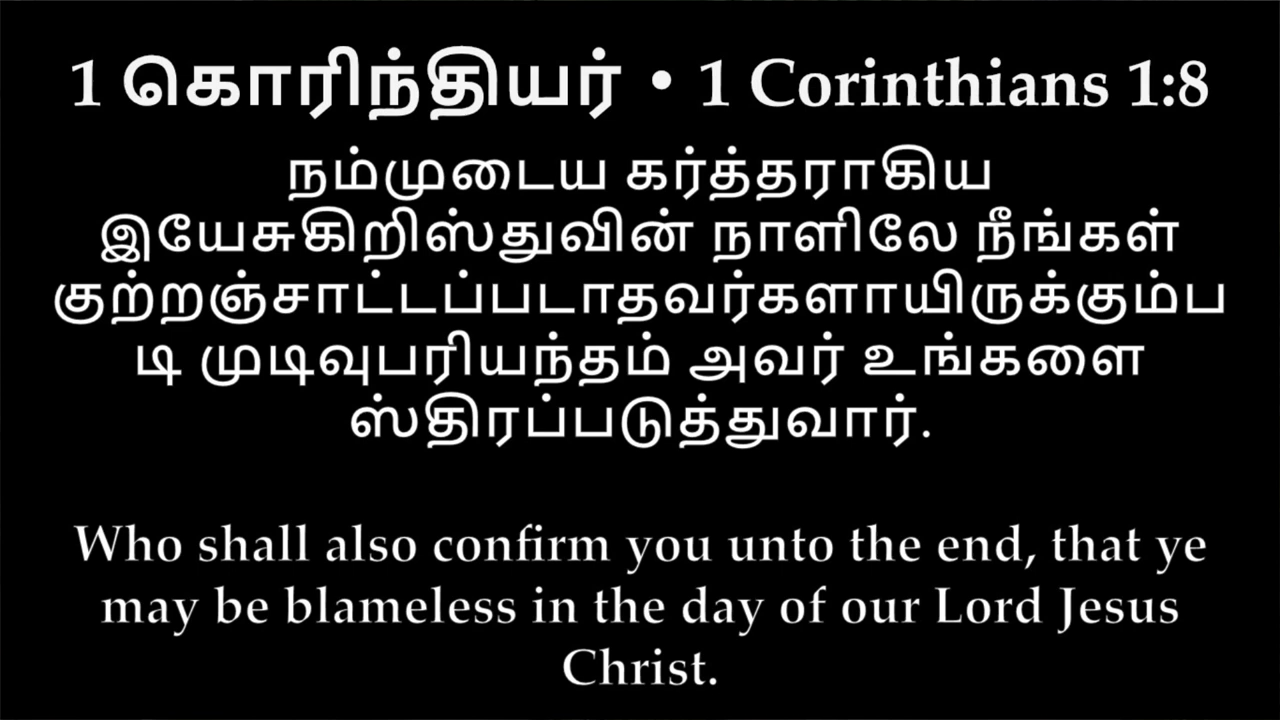 1 கொரிந்தியர் • 1 Corinthians 1:8
நம்முடைய கர்த்தராகிய
இயேசுகிறிஸ்துவின் நாளிலே நீங்கள்
குற்றஞ்சாட்டப்படாதவர்களாயிருக்கும்ப
டி முடிவுபரியந்தம் அவர் உங்களை
ஸ்திரப்படுத்துவார்.
Who shall also confirm you unto the end, that ye
may be blameless in the day of our Lord Jesus
Christ.